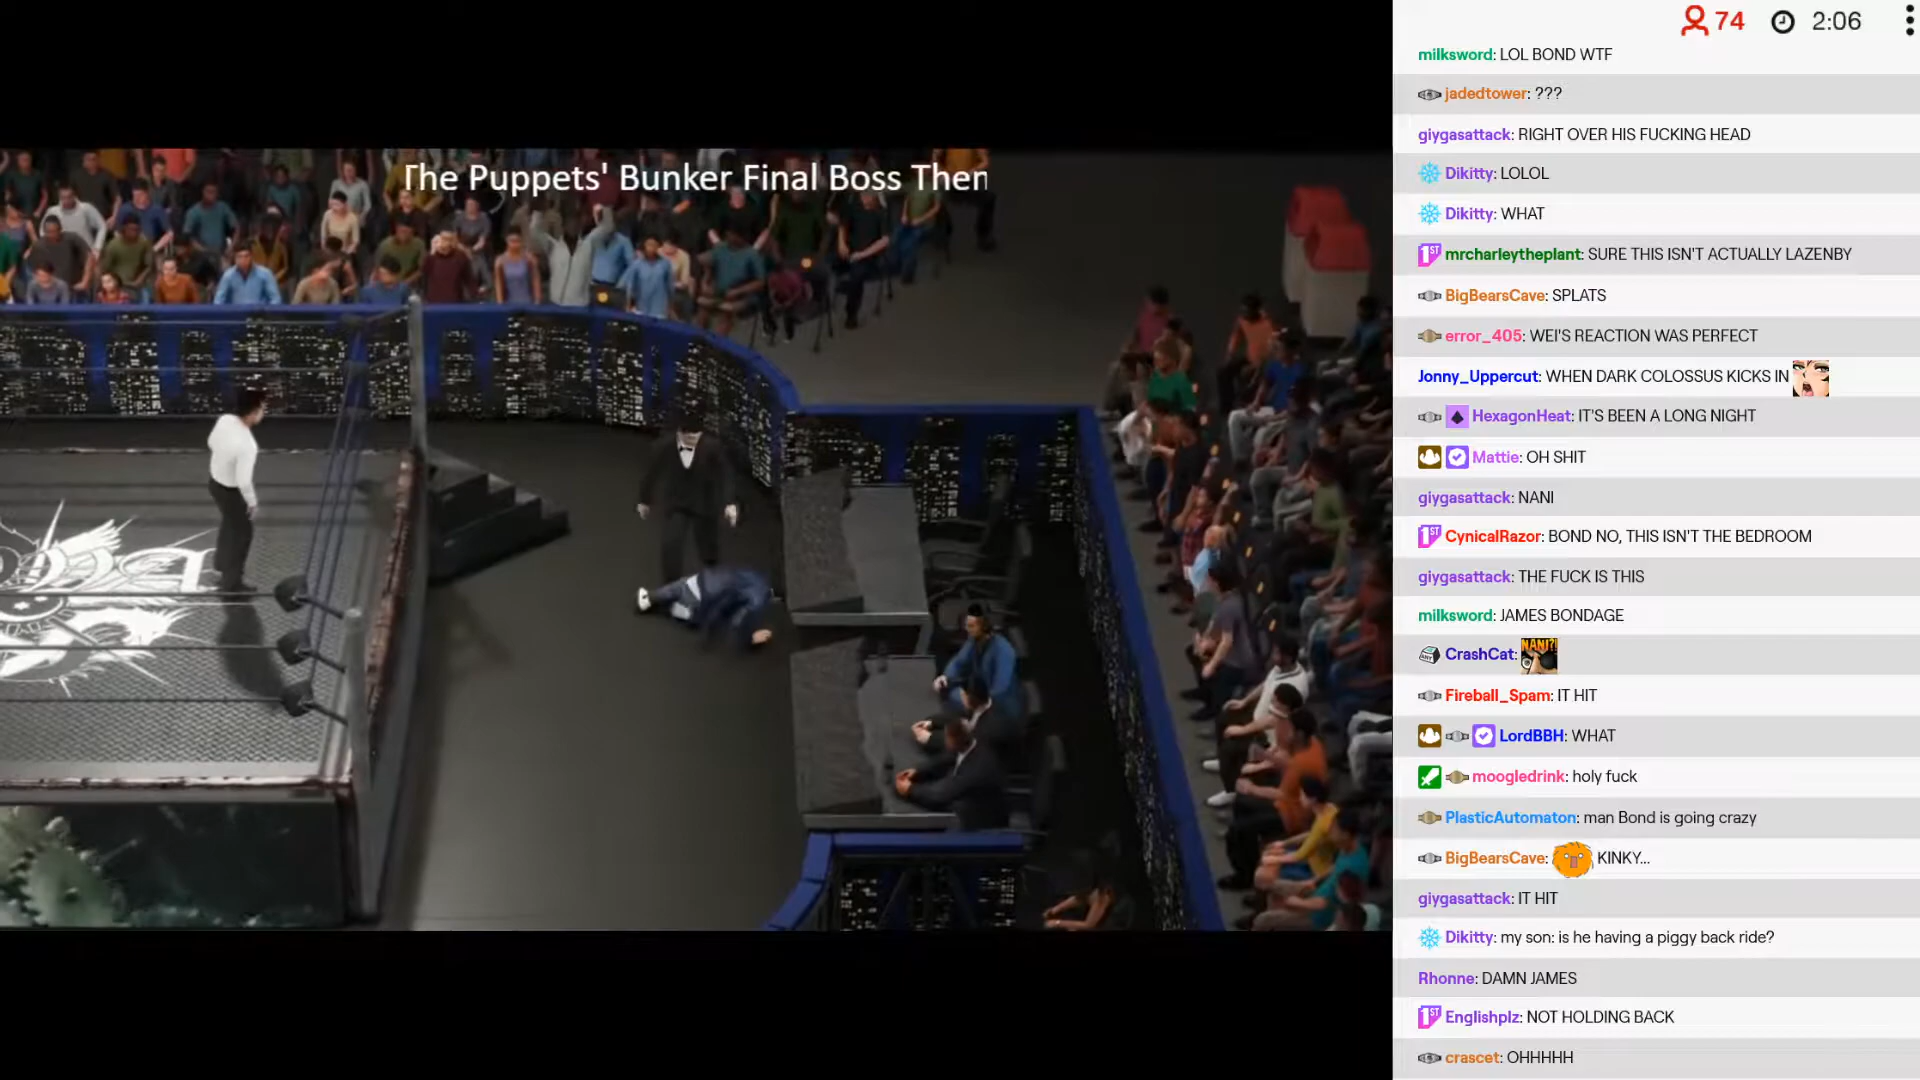 The Puppets' Bunker Final Boss Them
74 2:06
milksword: LOL BOND WTF
jadedtower: ???
giygasattack: RIGHT OVER HIS FUCKING HEAD
Dikitty: LOLOL
Dikitty: WHAT
1ST mrcharleytheplant: SURE THIS ISN'T ACTUALLY LAZENBY
BigBearsCave: SPLATS
error_405: WEI'S REACTION WAS PERFECT
Jonny_Uppercut: WHEN DARK COLOSSUS KICKS IN
HexagonHeat: IT'S BEEN A LONG NIGHT
Mattie: OH SHIT
giygasattack: NANI
1ST CynicalRazor: BOND NO, THIS ISN'T THE BEDROOM
giygasattack: THE FUCK IS THIS
milksword: JAMES BONDAGE
CrashCat: NANI?!
Fireball_Spam: IT HIT
LordBBH: WHAT
moogledrink: holy fuck
PlasticAutomaton: man Bond is going crazy
BigBearsCave: KINKY...
giygasattack: IT HIT
Dikitty: my son: is he having a piggy back ride?
Rhonne: DAMN JAMES
1ST Englishplz: NOT HOLDING BACK
crascet: OHHHHH